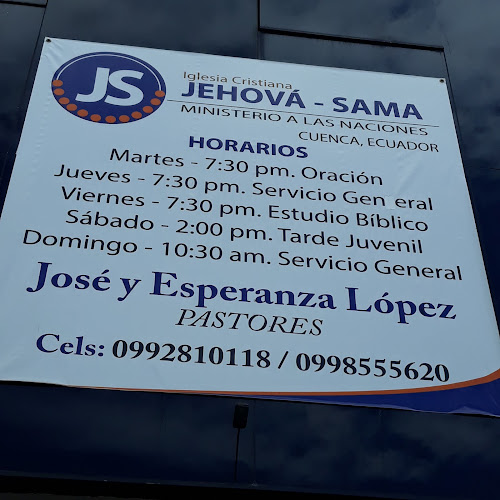 JS
Iglesia Cristiana
JEHOVÁ - SAMA
MINISTERIO A LAS NACIONES
CUENCA, ECUADOR
HORARIOS
Martes - 7:30 pm. Oración
Jueves - 7:30 pm. Servicio Gen eral
Viernes - 7:30 pm. Estudio Bíblico
Sábado - 2:00 pm. Tarde Juvenil
Domingo - 10:30 am. Servicio General
José y Esperanza López
PASTORES
Cels: 0992810118 / 0998555620